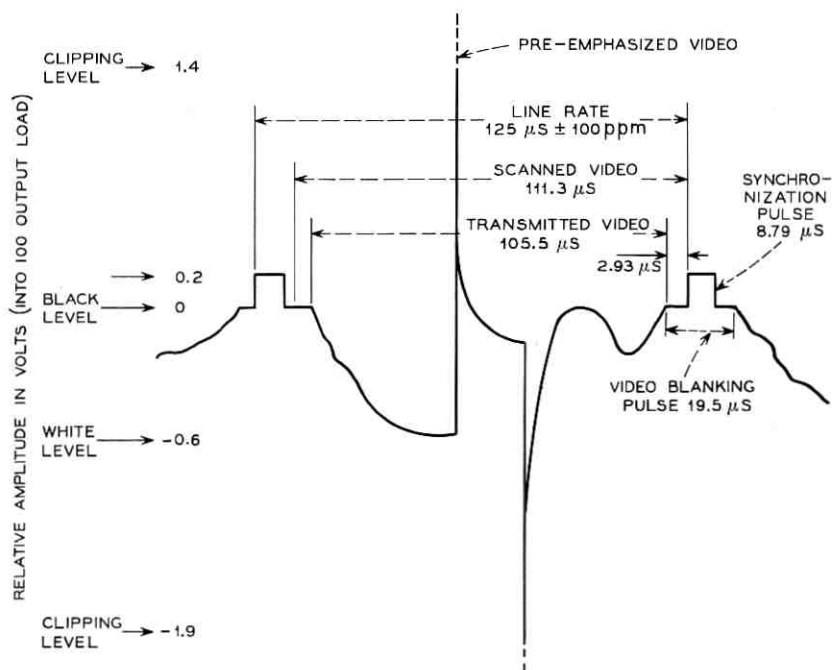 PRE-EMPHASIZED VIDEO
CLIPPING
LEVEL
1.4
LINE RATE
125 μS ± 100ppm
SCANNED VIDEO
111.3 μS
SYNCHRO-
NIZATION
PULSE
8.79 μS
TRANSMITTED VIDEO
105.5 μS
2.93 μS
0.2
BLACK
LEVEL
0
VIDEO BLANKING
PULSE 19.5 μS
WHITE
LEVEL
-0.6
CLIPPING
LEVEL
-1.9
RELATIVE AMPLITUDE IN VOLTS (INTO 100 OUTPUT LOAD)